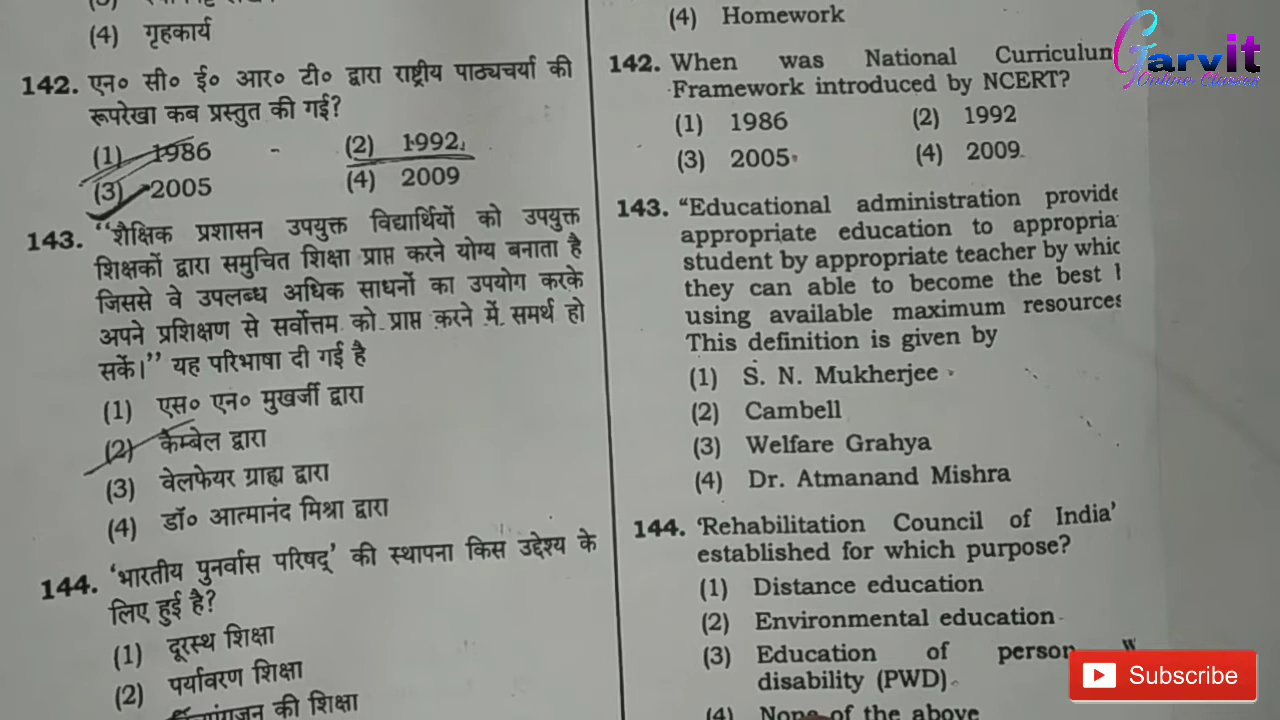 (4) गृहकार्य
142. एन० सी० ई० आर० टी० द्वारा राष्ट्रीय पाठ्यचर्या की
रूपरेखा कब प्रस्तुत की गई?
(1) 1986 (2) 1992
(3) 2005 (4) 2009
143. ‘‘शैक्षिक प्रशासन उपयुक्त विद्यार्थियों को उपयुक्त
शिक्षकों द्वारा समुचित शिक्षा प्राप्त करने योग्य बनाता है
जिससे वे उपलब्ध अधिक साधनों का उपयोग करके
अपने प्रशिक्षण से सर्वोत्तम को प्राप्त करने में समर्थ हो
सकें।’’ यह परिभाषा दी गई है
(1) एस० एन० मुखर्जी द्वारा
(2) कैम्बेल द्वारा
(3) वेलफेयर ग्राह्य द्वारा
(4) डॉ० आत्मानंद मिश्रा द्वारा
144. ‘भारतीय पुनर्वास परिषद्’ की स्थापना किस उद्देश्य के
लिए हुई है?
(1) दूरस्थ शिक्षा
(2) पर्यावरण शिक्षा
की शिक्षा
(4) Homework
142. When was National Curriculum
Framework introduced by NCERT?
(1) 1986 (2) 1992
(3) 2005 (4) 2009
143. “Educational administration provide
appropriate education to appropria
student by appropriate teacher by whic
they can able to become the best
using available maximum resources
This definition is given by
(1) S. N. Mukherjee
(2) Cambell
(3) Welfare Grahya
(4) Dr. Atmanand Mishra
144. ‘Rehabilitation Council of India’
established for which purpose?
(1) Distance education
(2) Environmental education
(3) Education of person w
disability (PWD)
(4) None of the above
Garvit
Online Classes
Subscribe